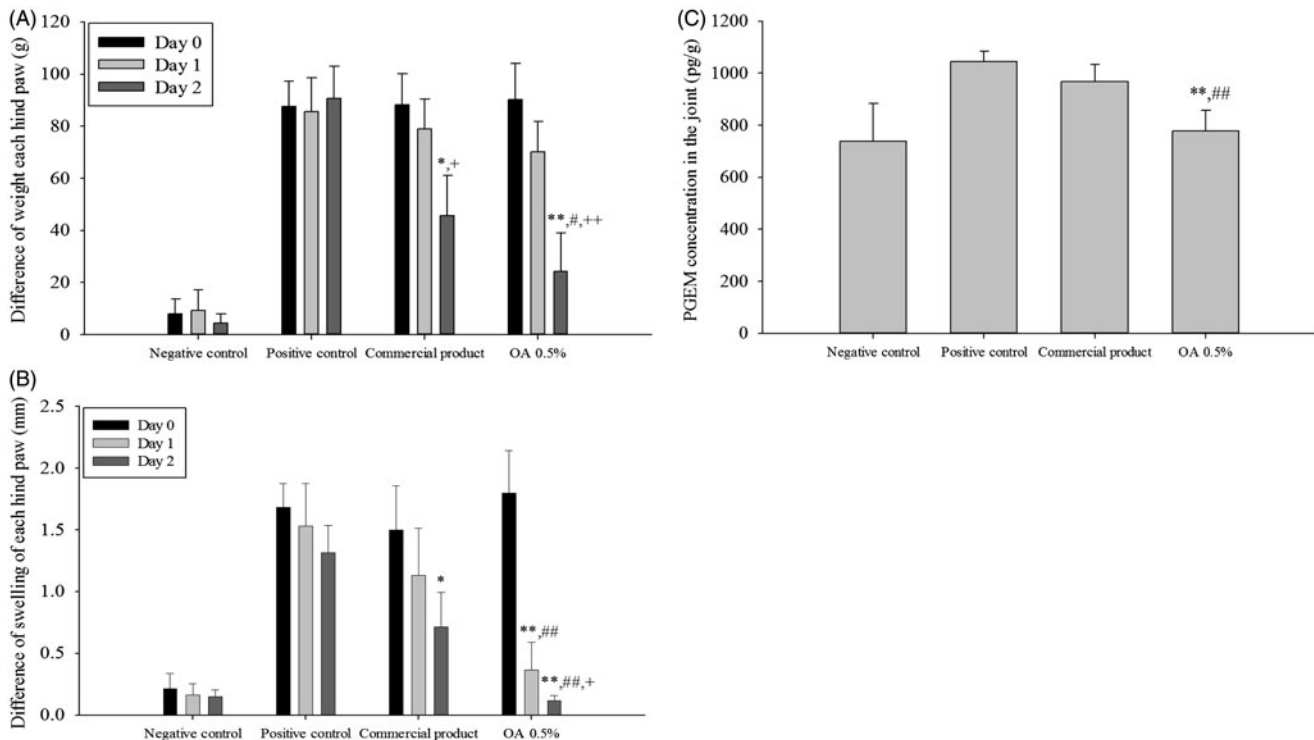 (A)
Difference of weight each hind paw (g)
120
100
80
60
40
20
0
Day 0
Day 1
Day 2
*,+
**,#,++
Negative control Positive control Commercial product OA 0.5%
(B)
Difference of swelling of each hind paw (mm)
2.5
2.0
1.5
1.0
0.5
0.0
Day 0
Day 1
Day 2
*
**,##
**,##,+
Negative control Positive control Commercial product OA 0.5%
(C)
PGEM concentration in the joint (pg/g)
1200
1000
800
600
400
200
0
**,##
Negative control Positive control Commercial product OA 0.5%